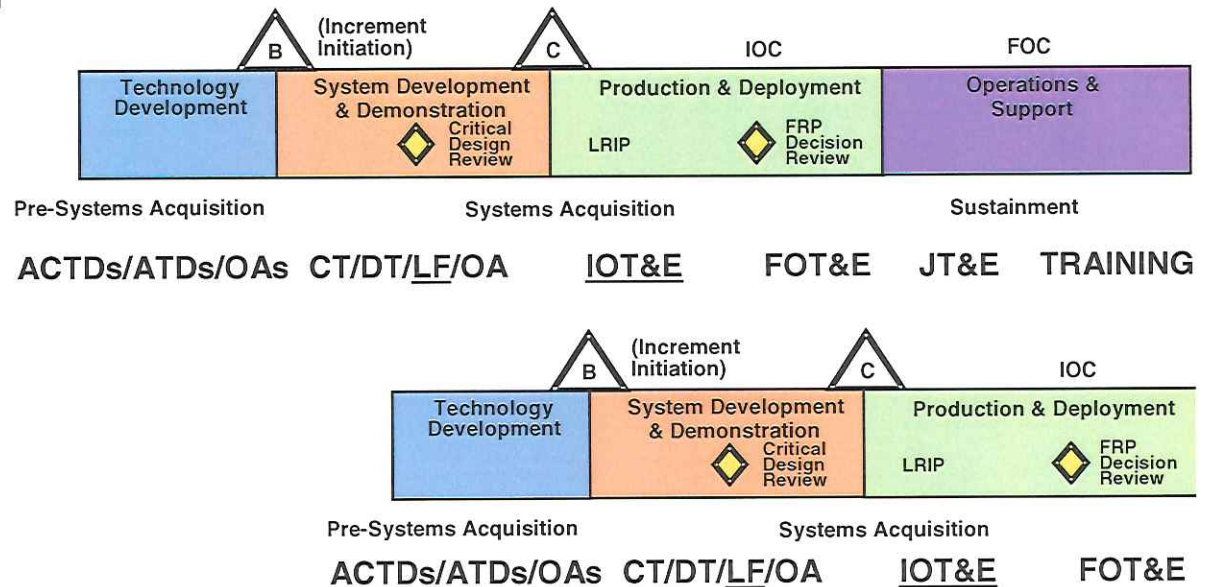 (Increment
Initiation)
B
C
IOC
FOC
Technology
Development
System Development
& Demonstration
Critical
Design
Review
Production & Deployment
LRIP
FRP
Decision
Review
Operations &
Support
Pre-Systems Acquisition
Systems Acquisition
Sustainment
ACTDs/ATDs/OAs
CT/DT/LF/OA
IOT&E
FOT&E
JT&E
TRAINING
(Increment
Initiation)
B
C
IOC
Technology
Development
System Development
& Demonstration
Critical
Design
Review
Production & Deployment
LRIP
FRP
Decision
Review
Pre-Systems Acquisition
Systems Acquisition
ACTDs/ATDs/OAs
CT/DT/LF/OA
IOT&E
FOT&E